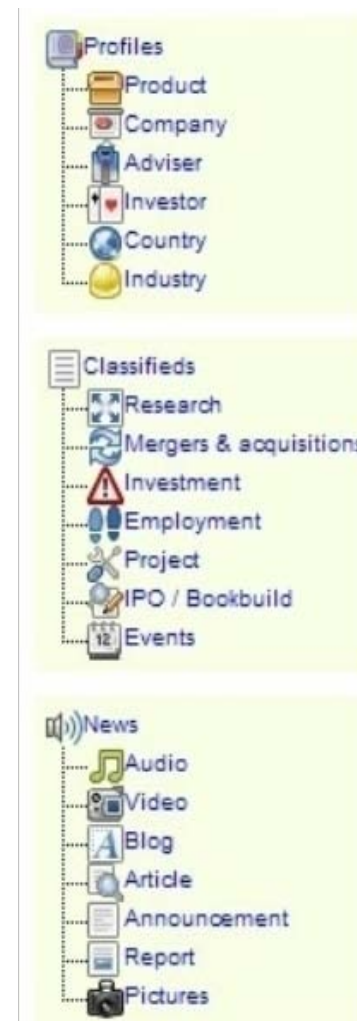 Profiles
Product
Company
Adviser
Investor
Country
Industry
Classifieds
Research
Mergers & acquisitions
Investment
Employment
Project
IPO / Bookbuild
12 Events
News
Audio
Video
A Blog
Article
Announcement
Report
Pictures